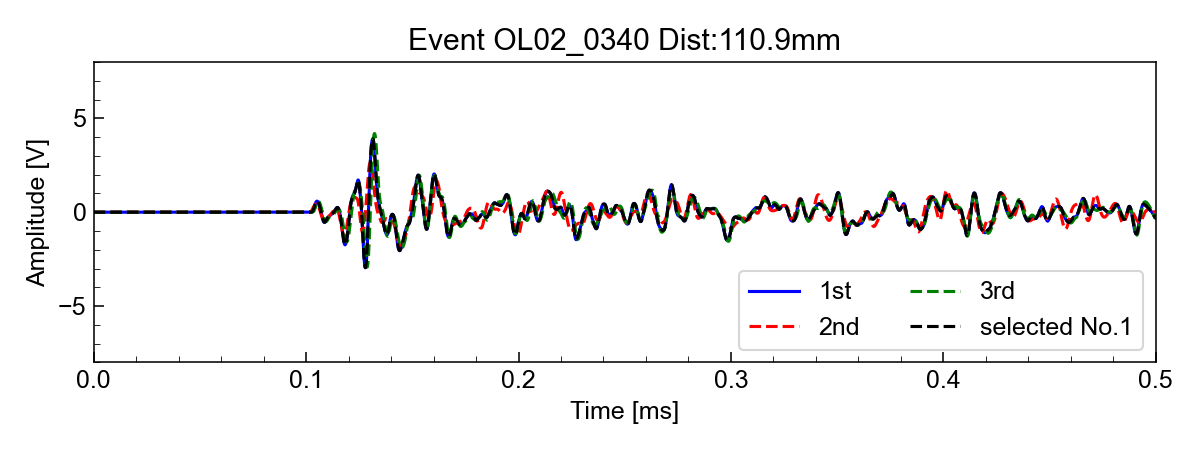 Event OL02_0340 Dist:110.9mm
Amplitude [V]
5
0
−5
1st
2nd
3rd
selected No.1
0.0
0.1
0.2
0.3
0.4
0.5
Time [ms]